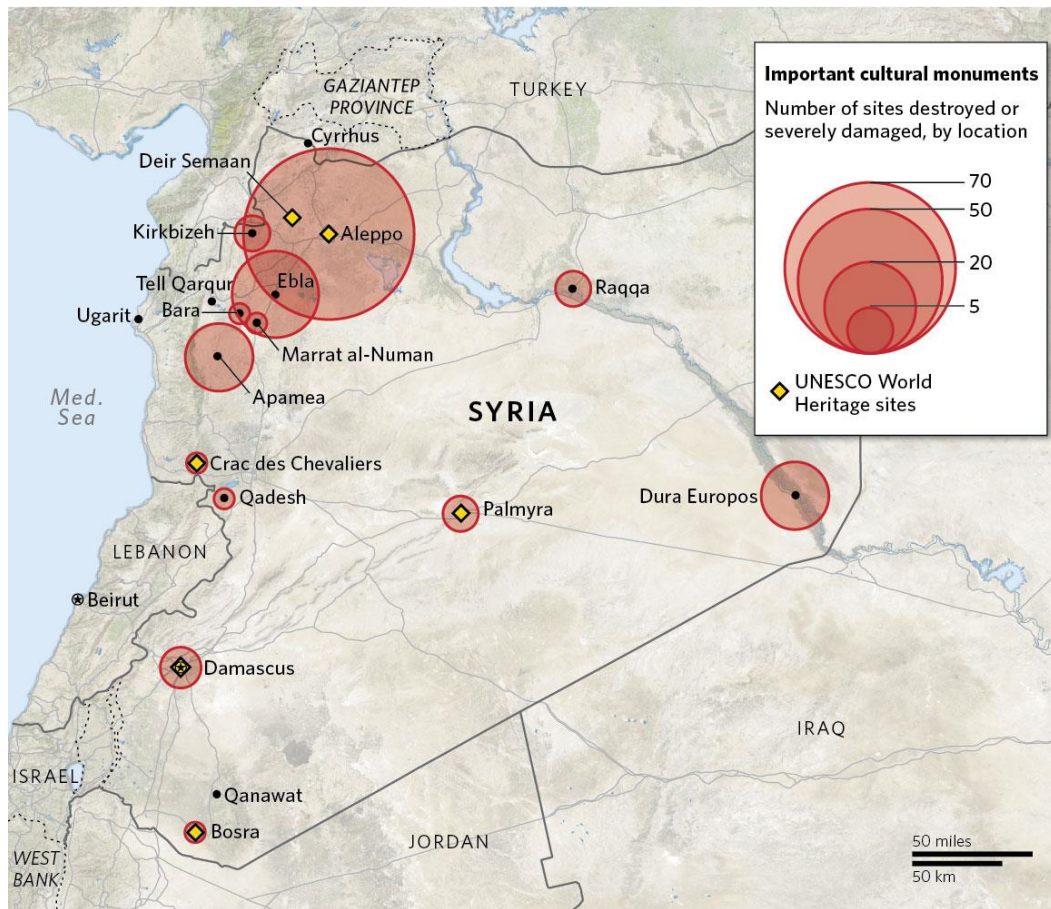 GAZIANTEP
PROVINCE
TURKEY
Cyrrhus
Deir Semaan
Kirkbizeh
Aleppo
Tell Qarqur
Ebla
Raqqa
Ugarit
Bara
Marrat al-Numan
Apamea
Med.
Sea
SYRIA
Crac des Chevaliers
Qadesh
Palmyra
Dura Europos
LEBANON
Beirut
Damascus
IRAQ
ISRAEL
Qanawat
Bosra
JORDAN
WEST
BANK
50 miles
50 km
Important cultural monuments
Number of sites destroyed or
severely damaged, by location
70
50
20
5
UNESCO World
Heritage sites